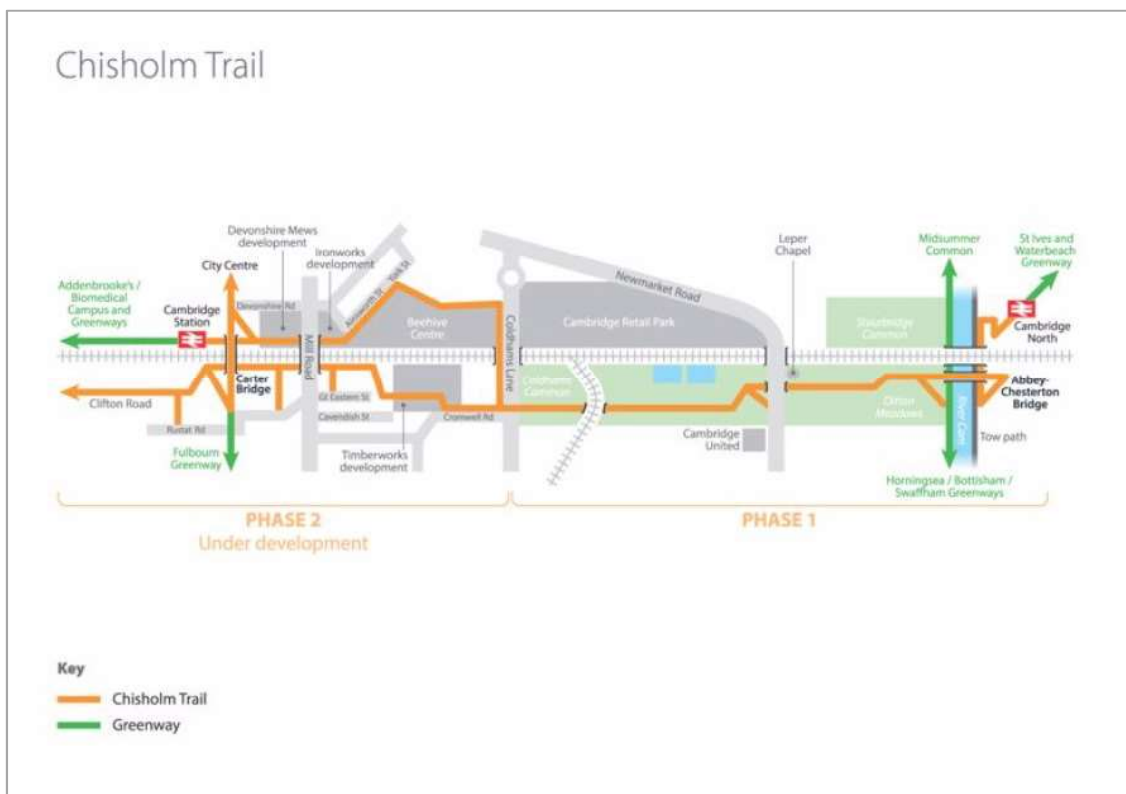 Chisholm Trail
Devonshire Mews
development
Ironworks
development
City Centre
Addenbrooke's /
Biomedical
Campus and
Greenways
Cambridge
Station
Devonshire Rd
Mill Road
Ainsworth St
York St
Beehive
Centre
Coldhams Lane
Newmarket Road
Cambridge Retail Park
Leper
Chapel
Midsummer
Common
St Ives and
Waterbeach
Greenway
Stourbridge
Common
Cambridge
North
Carter
Bridge
Clifton Road
Rustat Rd
Fulbourn
Greenway
Gt Eastern St
Cavendish St
Cromwell Rd
Timberworks
development
Coldhams
Common
Cambridge
United
Ditton
Meadows
River Cam
Abbey-
Chesterton
Bridge
Tow path
Horningsea / Bottisham /
Swaffham Greenways
PHASE 2
Under development
PHASE 1
Key
Chisholm Trail
Greenway